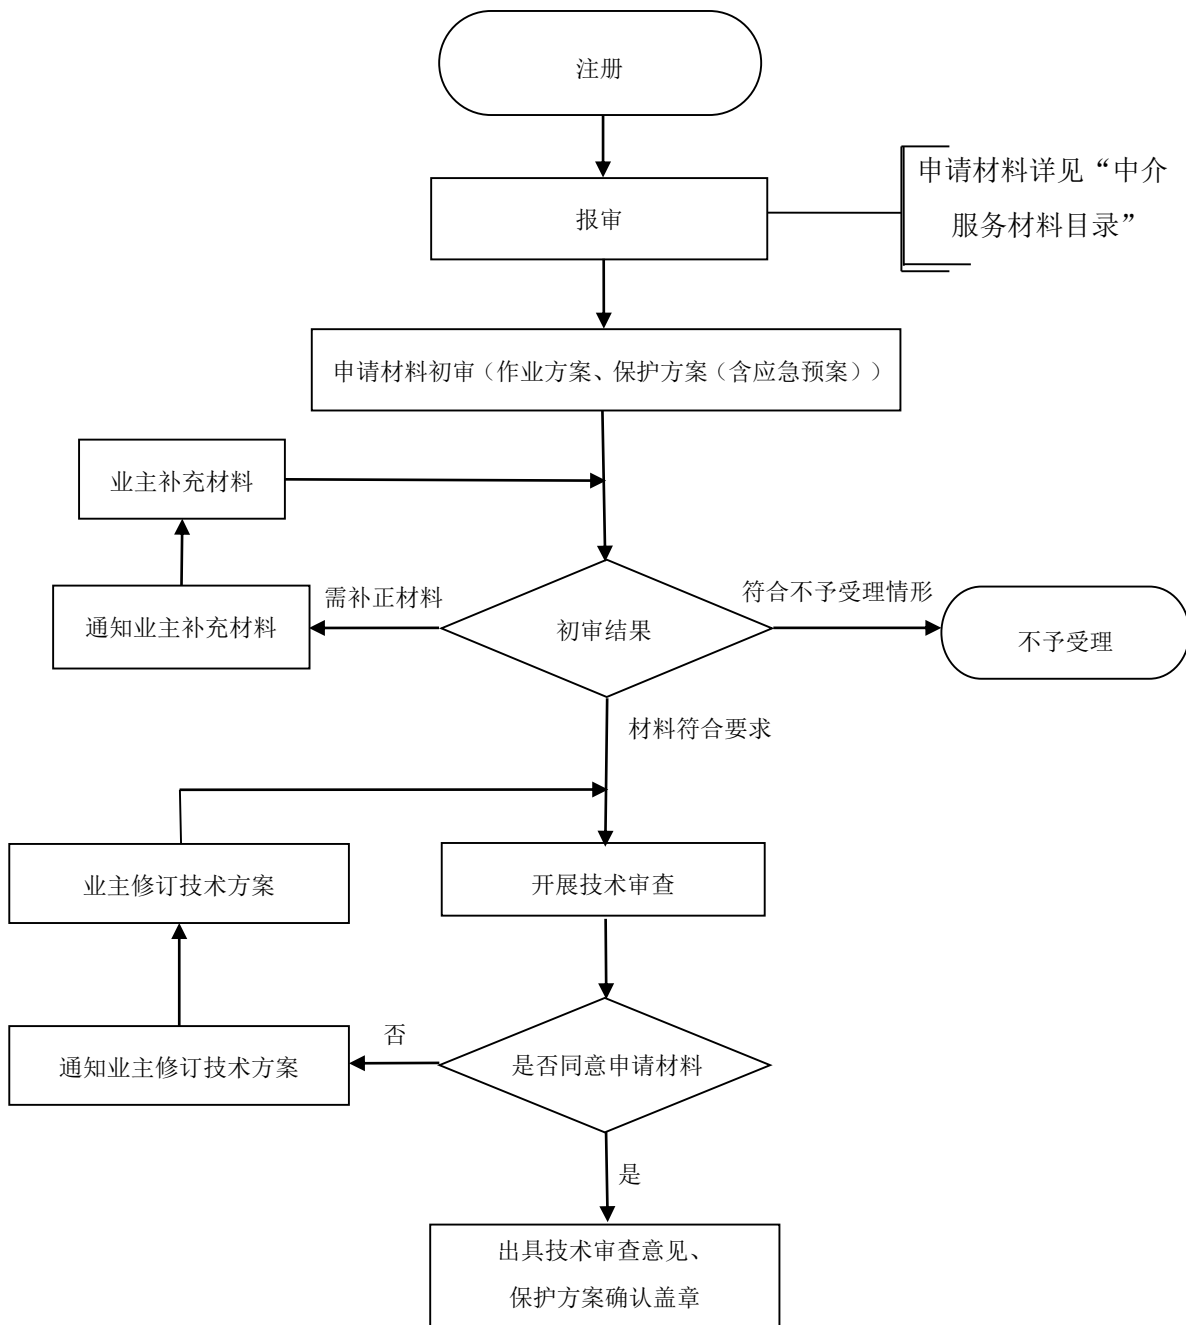 注册
报审
申请材料详见“中介
服务材料目录”
申请材料初审（作业方案、保护方案（含应急预案））
业主补充材料
通知业主补充材料
需补正材料
初审结果
符合不予受理情形
不予受理
材料符合要求
业主修订技术方案
开展技术审查
通知业主修订技术方案
否
是否同意申请材料
是
出具技术审查意见、
保护方案确认盖章